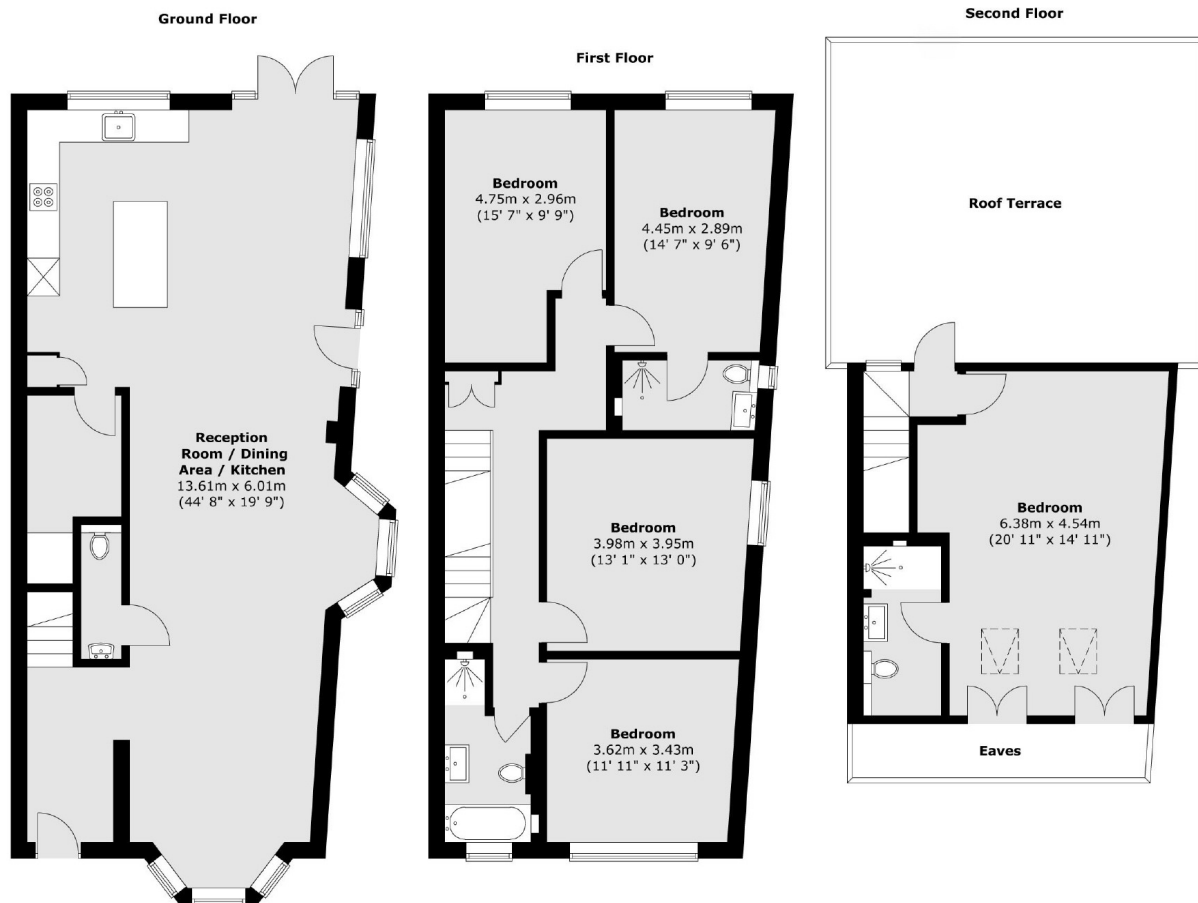 Ground Floor
Reception
Room / Dining
Area / Kitchen
13.61m x 6.01m
(44' 8" x 19' 9")
First Floor
Bedroom
4.75m x 2.96m
(15' 7" x 9' 9")
Bedroom
4.45m x 2.89m
(14' 7" x 9' 6")
Bedroom
3.98m x 3.95m
(13' 1" x 13' 0")
Bedroom
3.62m x 3.43m
(11' 11" x 11' 3")
Second Floor
Roof Terrace
Bedroom
6.38m x 4.54m
(20' 11" x 14' 11")
Eaves